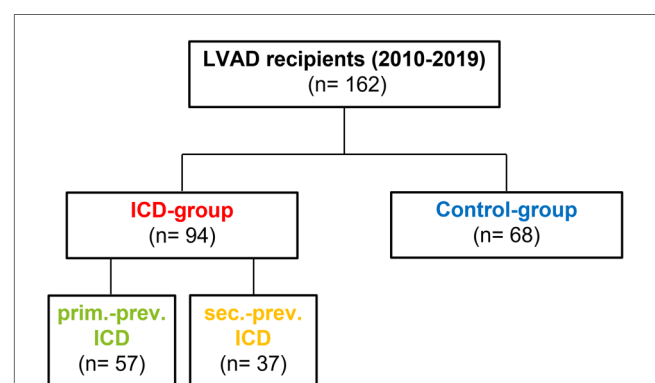 LVAD recipients (2010-2019)
(n= 162)
ICD-group
(n= 94)
Control-group
(n= 68)
prim.-prev.
ICD
(n= 57)
sec.-prev.
ICD
(n= 37)